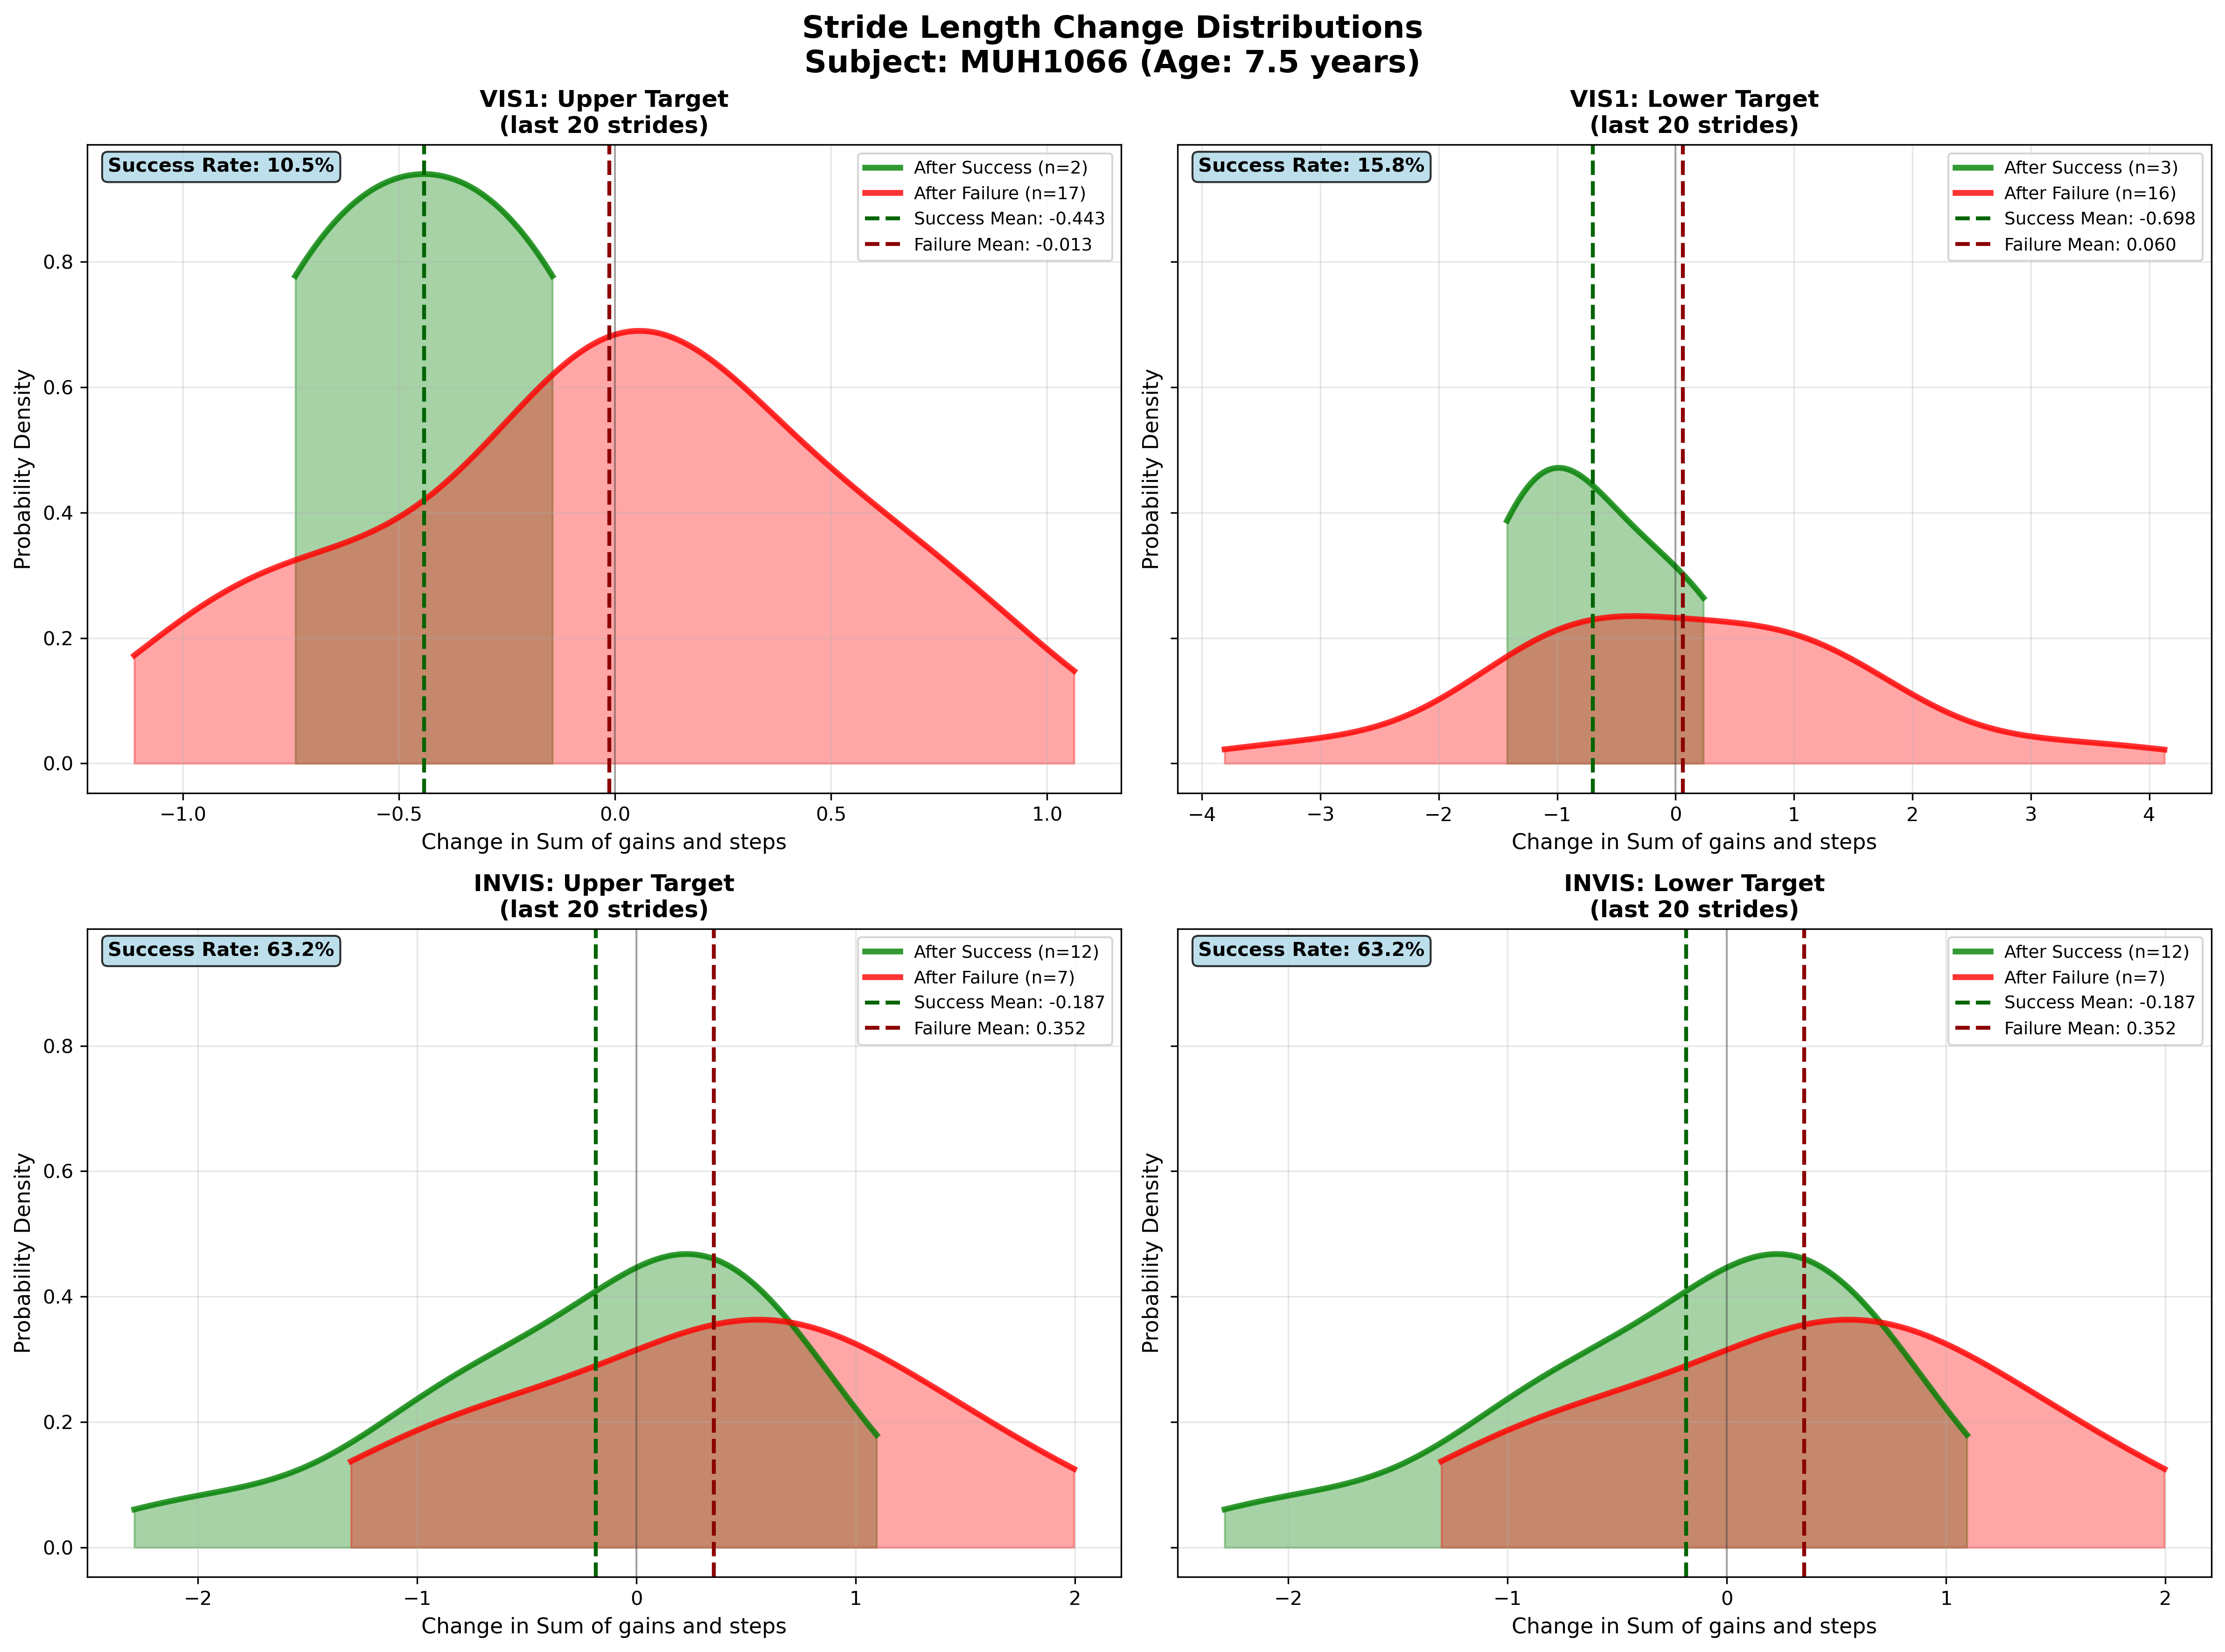 Stride Length Change Distributions
Subject: MUH1066 (Age: 7.5 years)
VIS1: Upper Target
(last 20 strides)
Success Rate: 10.5%
After Success (n=2)
After Failure (n=17)
Success Mean: -0.443
Failure Mean: -0.013
Probability Density
0.8
0.6
0.4
0.2
0.0
−1.0 −0.5 0.0 0.5 1.0
Change in Sum of gains and steps
VIS1: Lower Target
(last 20 strides)
Success Rate: 15.8%
After Success (n=3)
After Failure (n=16)
Success Mean: -0.698
Failure Mean: 0.060
Probability Density
−4 −3 −2 −1 0 1 2 3 4
Change in Sum of gains and steps
INVIS: Upper Target
(last 20 strides)
Success Rate: 63.2%
After Success (n=12)
After Failure (n=7)
Success Mean: -0.187
Failure Mean: 0.352
Probability Density
0.8
0.6
0.4
0.2
0.0
−2 −1 0 1 2
Change in Sum of gains and steps
INVIS: Lower Target
(last 20 strides)
Success Rate: 63.2%
After Success (n=12)
After Failure (n=7)
Success Mean: -0.187
Failure Mean: 0.352
Probability Density
−2 −1 0 1 2
Change in Sum of gains and steps